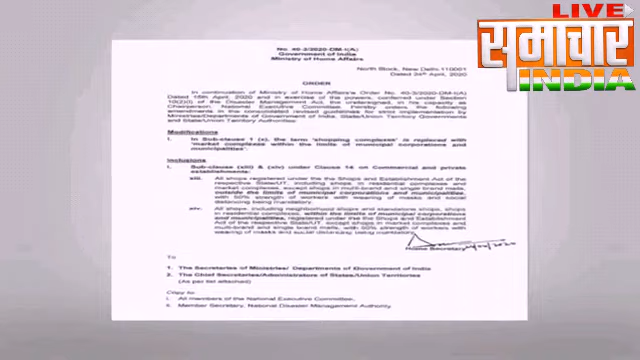 LIVE
समाचार
INDIA
No. 40-3/2020-DM-I(A)
Government of India
Ministry of Home Affairs
North Block, New Delhi-110001
Dated 24th April, 2020
ORDER
In continuation of Ministry of Home Affairs's Order No. 40-3/2020-DM-I(A)
Dated 15th April, 2020 and in exercise of the powers, conferred under Section
10(2)(l) of the Disaster Management Act, the undersigned, in his capacity as
Chairperson, National Executive Committee, hereby orders the following
amendments in the consolidated revised guidelines for strict implementation by
Ministries/Departments of Government of India, State/Union Territory Governments
and State/Union Territory Authorities:
Modifications
i. In Sub-clause 1 (x), the term 'shopping complexes' is replaced with
'market complexes within the limits of municipal corporations and
municipalities'.
Inclusions
i. Sub-clause (xiii) & (xiv) under Clause 14 on Commercial and private
establishments:
xiii. All shops registered under the Shops and Establishment Act of the
respective State/UT, including shops in residential complexes and
market complexes, except shops in multi-brand and single brand malls,
outside the limits of municipal corporations and municipalities,
with 50% strength of workers with wearing of masks and social
distancing being mandatory.
xiv. All shops, including neighborhood shops and standalone shops, shops
in residential complexes, within the limits of municipal corporations
and municipalities, registered under the Shops and Establishment
Act of the respective State/UT, except shops in market complexes and
multi-brand and single brand malls, with 50% strength of workers with
wearing of masks and social distancing being mandatory.
Home Secretary
To
1. The Secretaries of Ministries/ Departments of Government of India
2. The Chief Secretaries/Administrators of States/Union Territories
(As per list attached)
Copy to:
i. All members of the National Executive Committee.
ii. Member Secretary, National Disaster Management Authority.